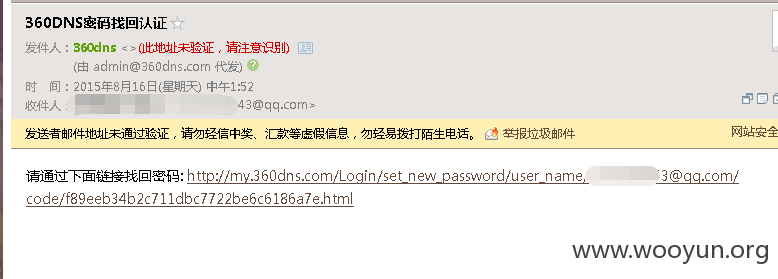 360DNS密码找回认证
发件人：360dns <>(此地址未验证，请注意识别)
(由 admin@360dns.com 代发)
时 间：2015年8月16日(星期天) 中午1:52
收件人： 43@qq.com>
发送者邮件地址未通过验证，请勿轻信中奖、汇款等虚假信息，勿轻易拨打陌生电话。 举报垃圾邮件 网站安全
请通过下面链接找回密码: http://my.360dns.com/Login/set_new_password/user_name, 3@qq.com/
code/f89eeb34b2c711dbc7722be6c6186a7e.html
www.wooyun.org